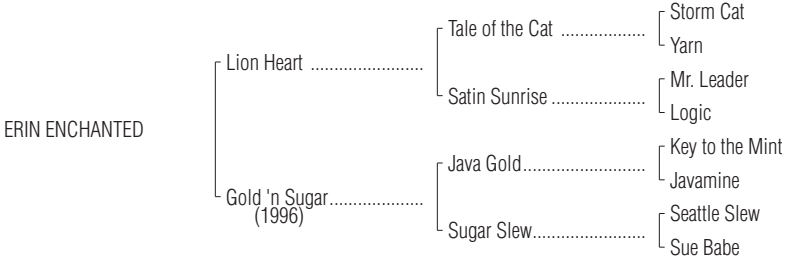 Storm Cat
Tale of the Cat ..................
Yarn
Lion Heart ........................
Mr. Leader
Satin Sunrise ....................
Logic
ERIN ENCHANTED
Key to the Mint
Java Gold..........................
Javamine
Gold 'n Sugar....................
(1996)
Seattle Slew
Sugar Slew........................
Sue Babe